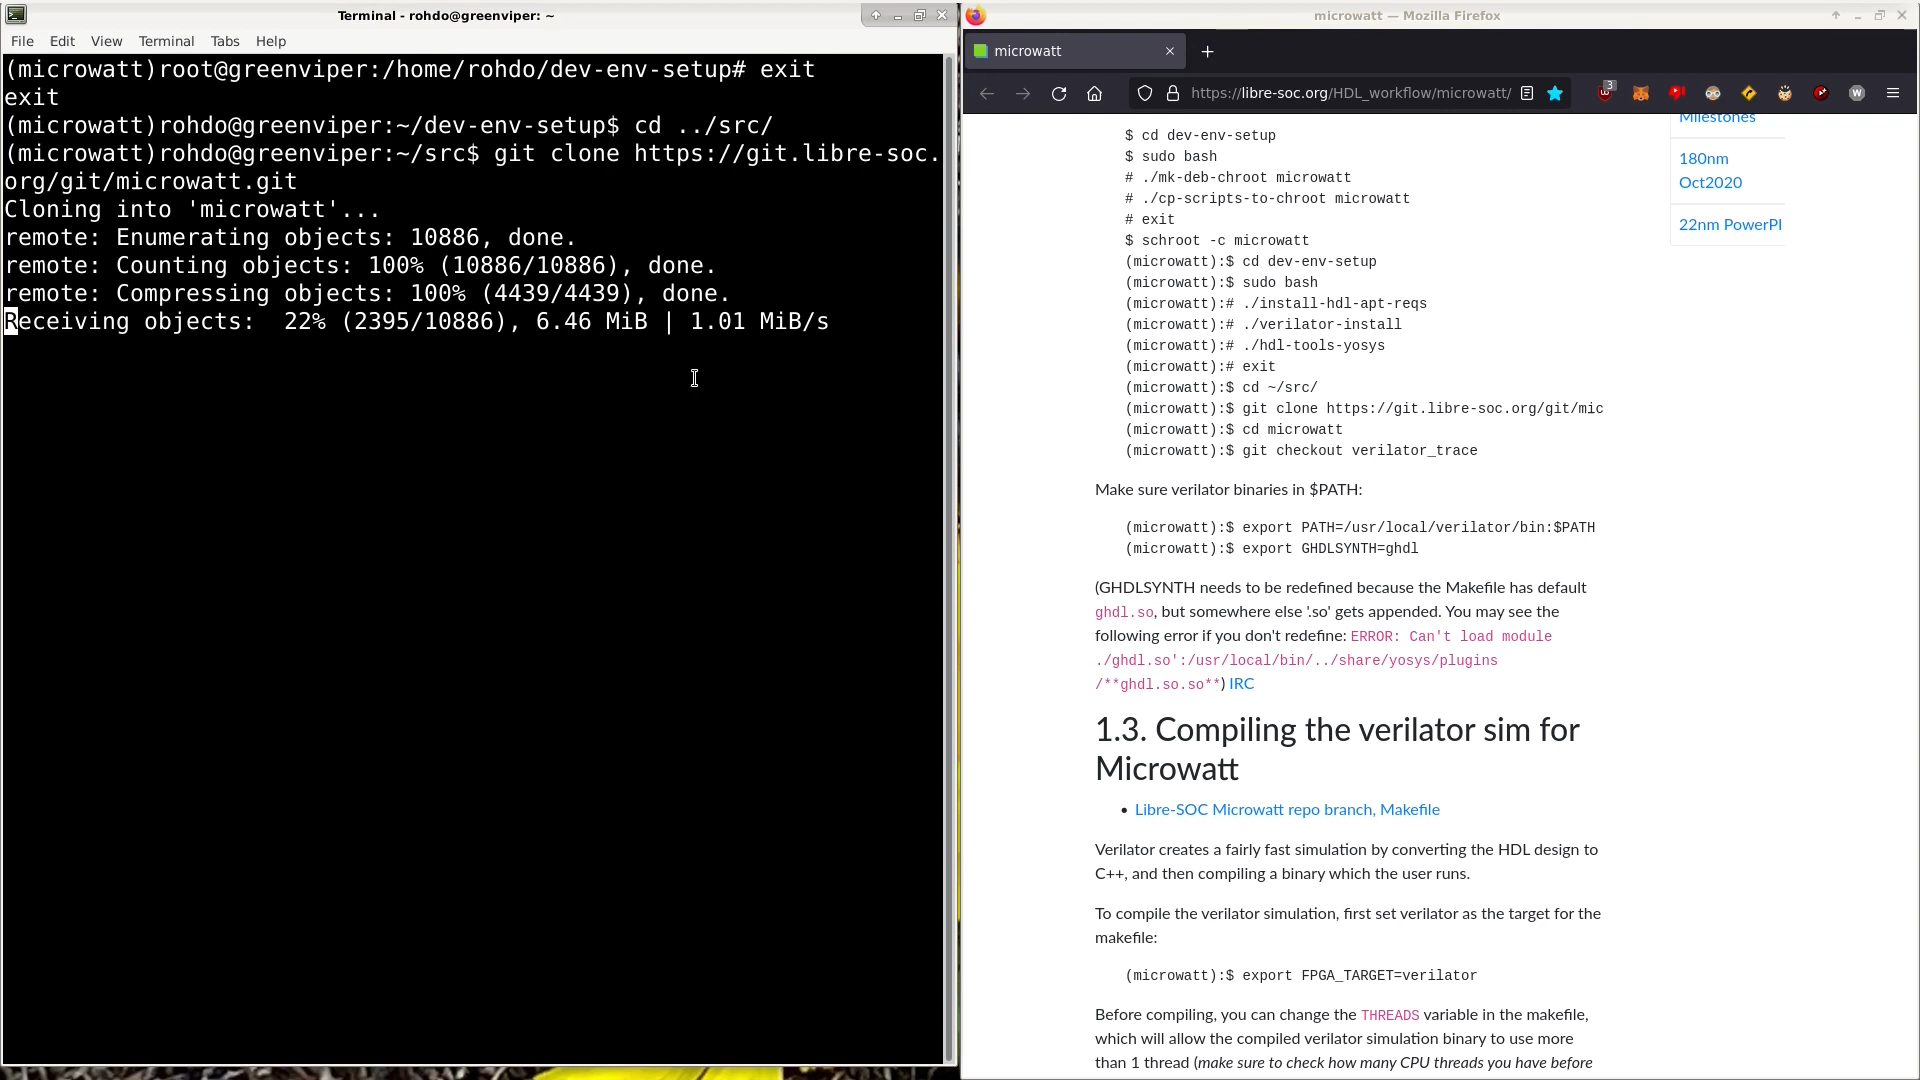 Terminal - rohdo@greenviper: ~
File Edit View Terminal Tabs Help
(microwatt)root@greenviper:/home/rohdo/dev-env-setup# exit
exit
(microwatt)rohdo@greenviper:~/dev-env-setup$ cd ../src/
(microwatt)rohdo@greenviper:~/src$ git clone https://git.libre-soc.
org/git/microwatt.git
Cloning into 'microwatt'...
remote: Enumerating objects: 10886, done.
remote: Counting objects: 100% (10886/10886), done.
remote: Compressing objects: 100% (4439/4439), done.
Receiving objects:  22% (2395/10886), 6.46 MiB | 1.01 MiB/s
microwatt — Mozilla Firefox
microwatt
https://libre-soc.org/HDL_workflow/microwatt/
3
W
$ cd dev-env-setup
$ sudo bash
# ./mk-deb-chroot microwatt
# ./cp-scripts-to-chroot microwatt
# exit
$ schroot -c microwatt
(microwatt):$ cd dev-env-setup
(microwatt):$ sudo bash
(microwatt):# ./install-hdl-apt-reqs
(microwatt):# ./verilator-install
(microwatt):# ./hdl-tools-yosys
(microwatt):# exit
(microwatt):$ cd ~/src/
(microwatt):$ git clone https://git.libre-soc.org/git/mic
(microwatt):$ cd microwatt
(microwatt):$ git checkout verilator_trace
Make sure verilator binaries in $PATH:
(microwatt):$ export PATH=/usr/local/verilator/bin:$PATH
(microwatt):$ export GHDLSYNTH=ghdl
(GHDLSYNTH needs to be redefined because the Makefile has default
ghdl.so, but somewhere else '.so' gets appended. You may see the
following error if you don't redefine: ERROR: Can't load module
./ghdl.so':/usr/local/bin/../share/yosys/plugins
/**ghdl.so.so**) IRC
1.3. Compiling the verilator sim for
Microwatt
• Libre-SOC Microwatt repo branch, Makefile
Verilator creates a fairly fast simulation by converting the HDL design to
C++, and then compiling a binary which the user runs.
To compile the verilator simulation, first set verilator as the target for the
makefile:
(microwatt):$ export FPGA_TARGET=verilator
Before compiling, you can change the THREADS variable in the makefile,
which will allow the compiled verilator simulation binary to use more
than 1 thread (make sure to check how many CPU threads you have before
Milestones
180nm
Oct2020
22nm PowerPI